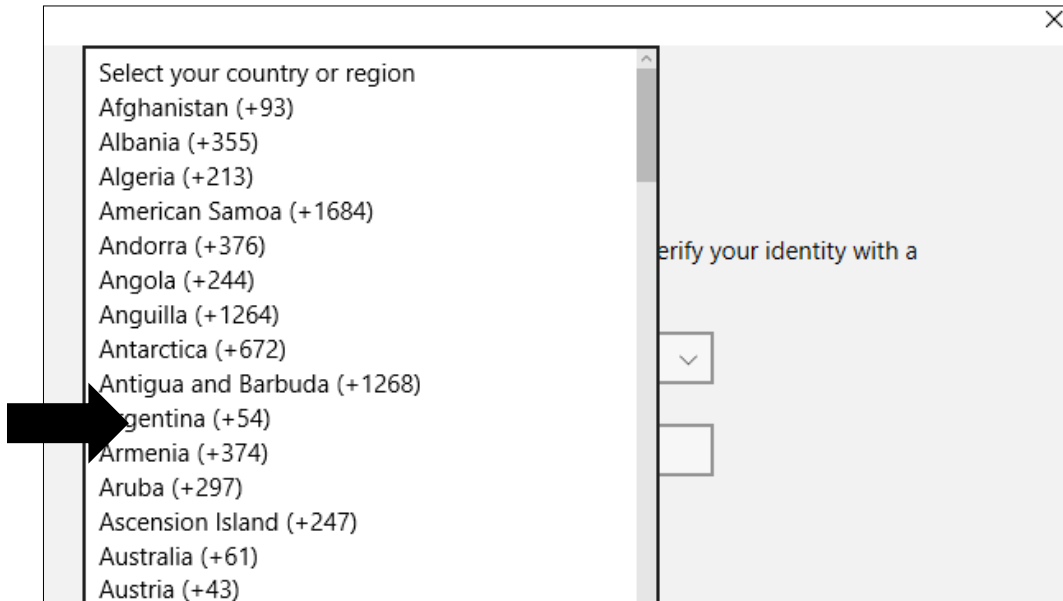 Select your country or region
Afghanistan (+93)
Albania (+355)
Algeria (+213)
American Samoa (+1684)
Andorra (+376)
erify your identity with a
Angola (+244)
Anguilla (+1264)
Antarctica (+672)
Antigua and Barbuda (+1268)
rgentina (+54)
Armenia (+374)
Aruba (+297)
Ascension Island (+247)
Australia (+61)
Austria (+43)